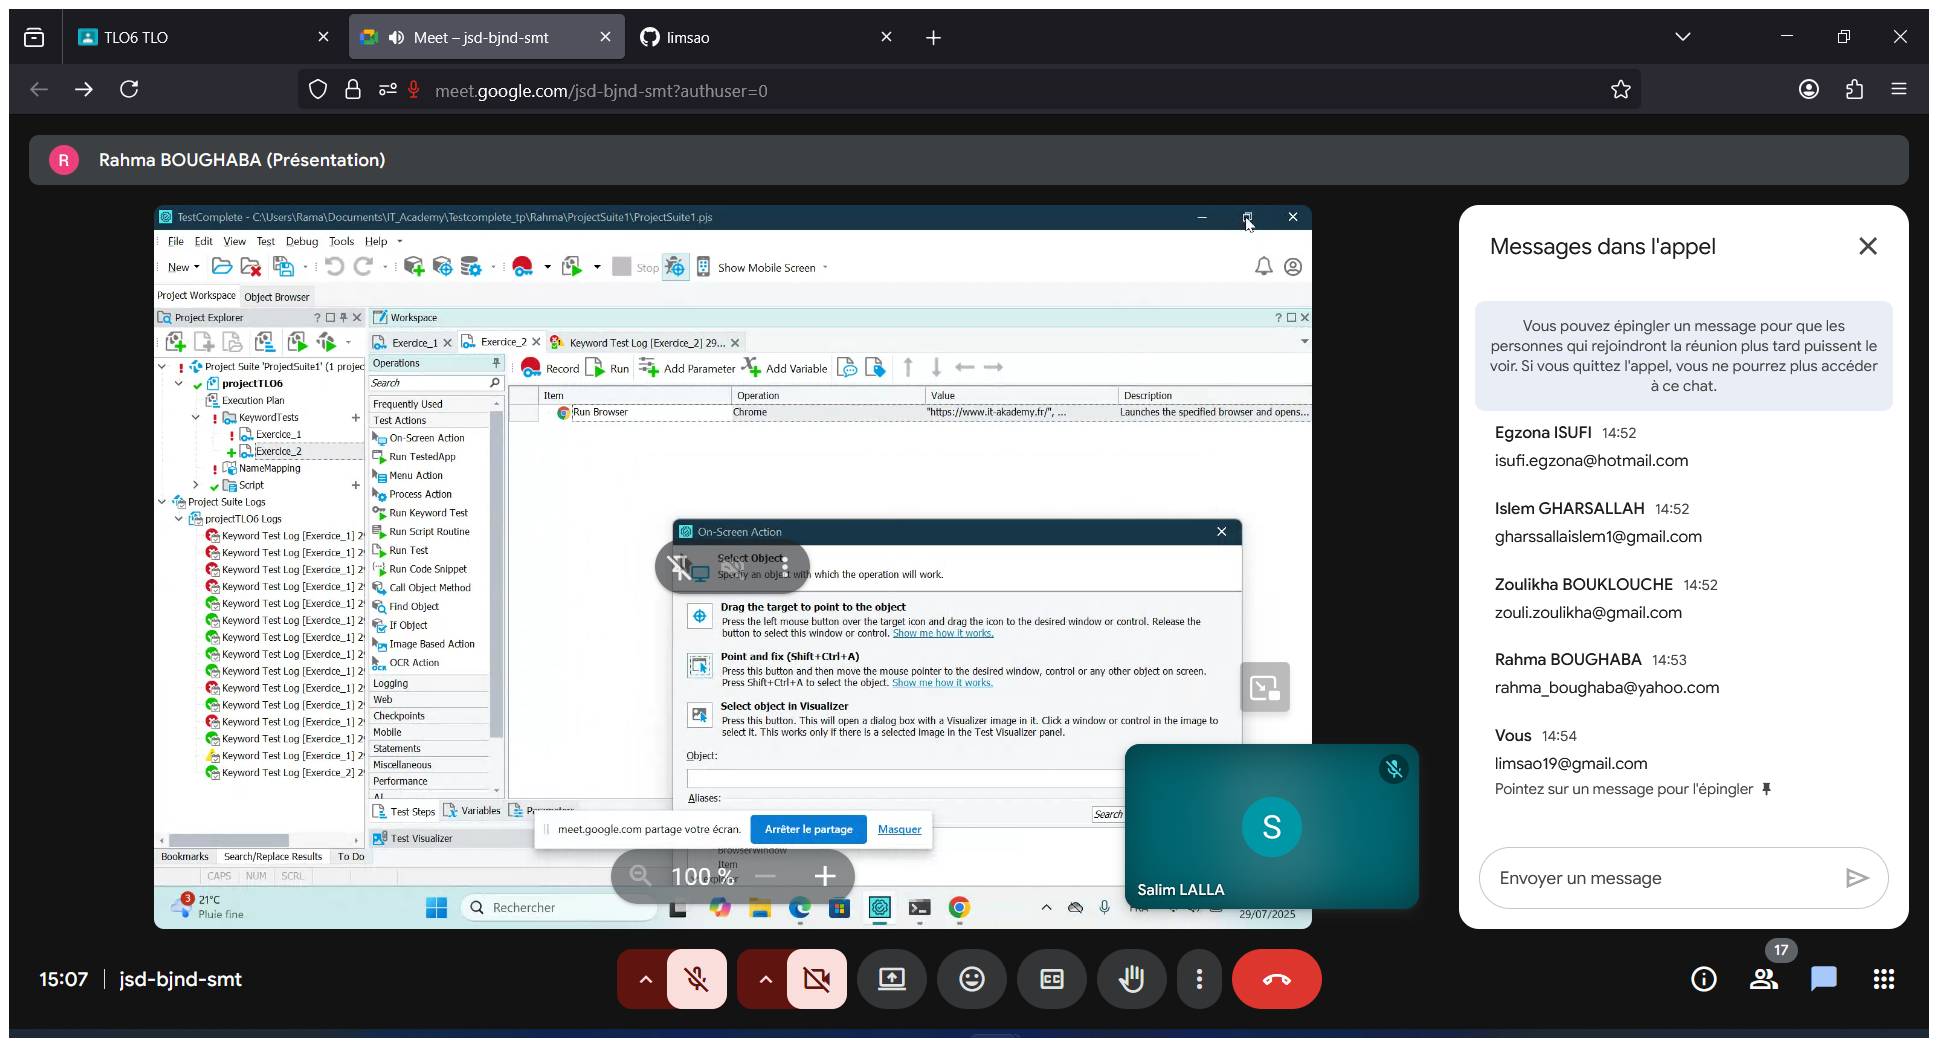 TLO6 TLO
Meet – jsd-bjnd-smt
limsao
meet.google.com/jsd-bjnd-smt?authuser=0
R
Rahma BOUGHABA (Présentation)
TestComplete - C:\Users\Rama\Documents\IT_Academy\Testcomplete_tp\Rahma\ProjectSuite1\ProjectSuite1.pjs
File Edit View Test Debug Tools Help
New
Stop
Show Mobile Screen
Project Workspace
Object Browser
Project Explorer
Project Suite 'ProjectSuite1' (1 projec
projectTLO6
Execution Plan
KeywordTests
Exercice_1
Exercice_2
NameMapping
Script
Project Suite Logs
projectTLO6 Logs
Keyword Test Log [Exercice_1] 2
Keyword Test Log [Exercice_1] 2
Keyword Test Log [Exercice_1] 2
Keyword Test Log [Exercice_1] 2
Keyword Test Log [Exercice_1] 2
Keyword Test Log [Exercice_1] 2
Keyword Test Log [Exercice_1] 2
Keyword Test Log [Exercice_1] 2
Keyword Test Log [Exercice_1] 2
Keyword Test Log [Exercice_1] 2
Keyword Test Log [Exercice_1] 2
Keyword Test Log [Exercice_1] 2
Keyword Test Log [Exercice_1] 2
Keyword Test Log [Exercice_1] 2
Keyword Test Log [Exercice_2] 2
Bookmarks
Search/Replace Results
To Do
CAPS NUM SCRL
Workspace
Exercice_1
Exercice_2
Keyword Test Log [Exercice_2] 29...
Operations
Search
Frequently Used
Test Actions
On-Screen Action
Run TestedApp
Menu Action
Process Action
Run Keyword Test
Run Script Routine
Run Test
Run Code Snippet
Call Object Method
Find Object
If Object
Image Based Action
OCR Action
Logging
Web
Checkpoints
Mobile
Statements
Miscellaneous
Performance
AI
Test Steps
Variables
Parameters
Test Visualizer
Record
Run
Add Parameter
Add Variable
Item
Operation
Value
Description
Run Browser
Chrome
"https://www.it-akademy.fr/", ...
Launches the specified browser and opens...
On-Screen Action
Select Object
Specify an object with which the operation will work.
Drag the target to point to the object
Press the left mouse button over the target icon and drag the icon to the desired window or control. Release the
button to select this window or control. Show me how it works.
Point and fix (Shift+Ctrl+A)
Press this button and then move the mouse pointer to the desired window, control or any other object on screen.
Press Shift+Ctrl+A to select the object. Show me how it works.
Select object in Visualizer
Press this button. This will open a dialog box with a Visualizer image in it. Click a window or control in the image to
select it. This works only if there is a selected image in the Test Visualizer panel.
Object:
Aliases:
Search
BrowserWindow
Item
meet.google.com partage votre écran.
Arrêter le partage
Masquer
100 %
3
21°C
Pluie fine
Rechercher
29/07/2025
S
Salim LALLA
Messages dans l'appel
Vous pouvez épingler un message pour que les
personnes qui rejoindront la réunion plus tard puissent le
voir. Si vous quittez l'appel, vous ne pourrez plus accéder
à ce chat.
Egzona ISUFI 14:52
isufi.egzona@hotmail.com
Islem GHARSALLAH 14:52
gharssallaislem1@gmail.com
Zoulikha BOUKLOUCHE 14:52
zouli.zoulikha@gmail.com
Rahma BOUGHABA 14:53
rahma_boughaba@yahoo.com
Vous 14:54
limsao19@gmail.com
Pointez sur un message pour l'épingler
Envoyer un message
15:07 | jsd-bjnd-smt
CC
17